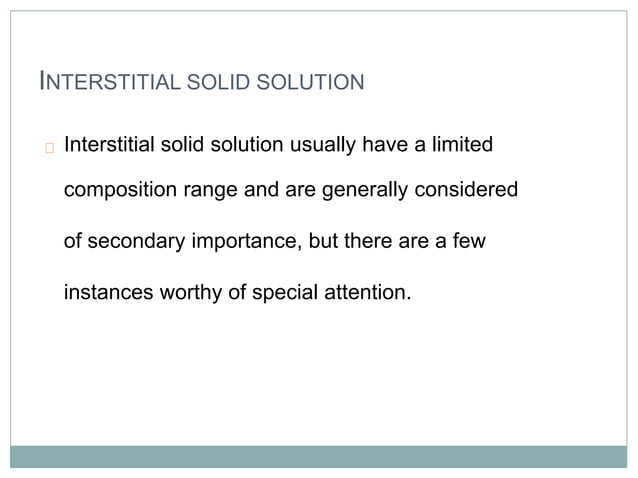 INTERSTITIAL SOLID SOLUTION
Interstitial solid solution usually have a limited
composition range and are generally considered
of secondary importance, but there are a few
instances worthy of special attention.